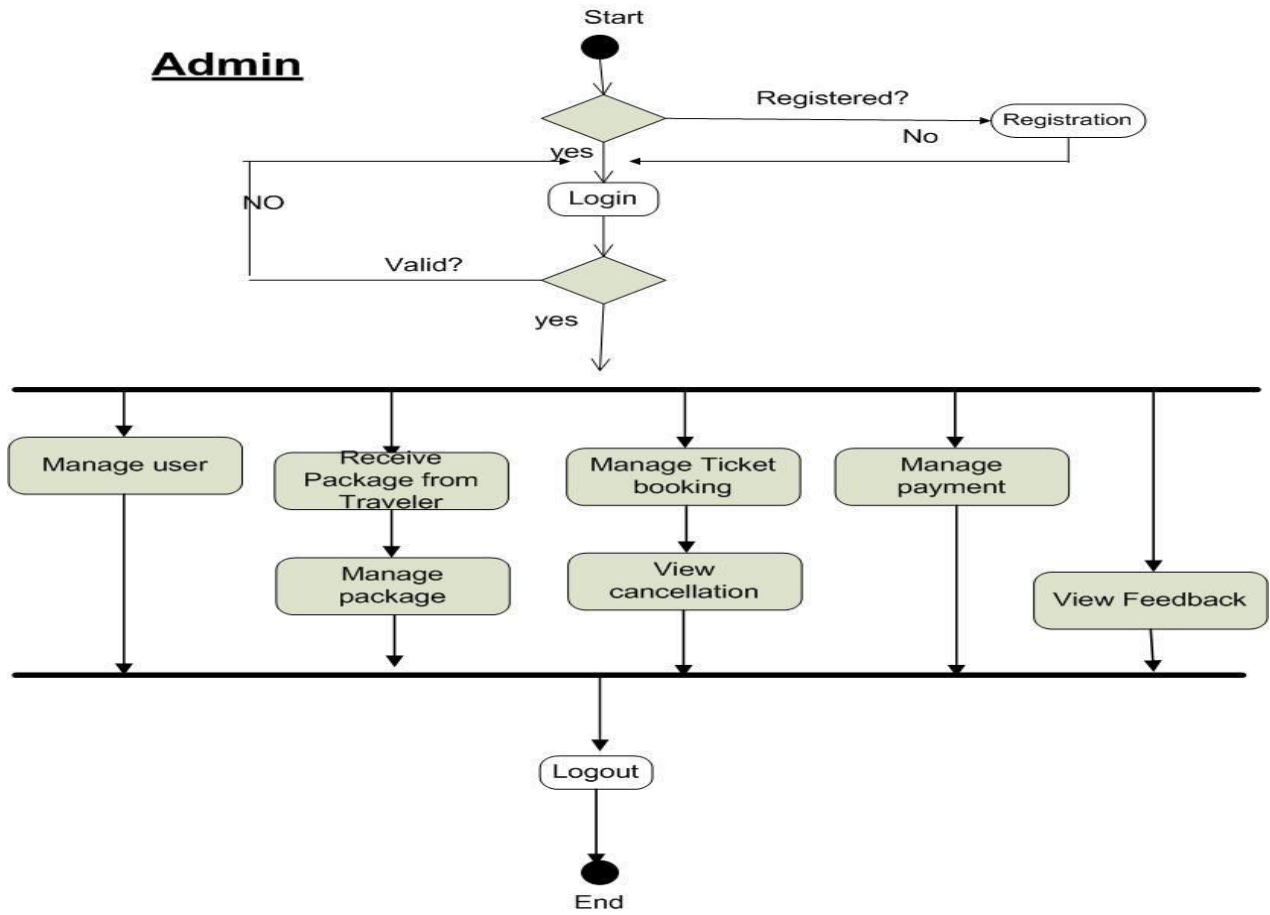 Start
Admin
Registered?
Registration
No
yes
Login
NO
Valid?
yes
Manage user
Receive
Package from
Traveler
Manage Ticket
booking
Manage
payment
Manage
package
View
cancellation
View Feedback
Logout
End